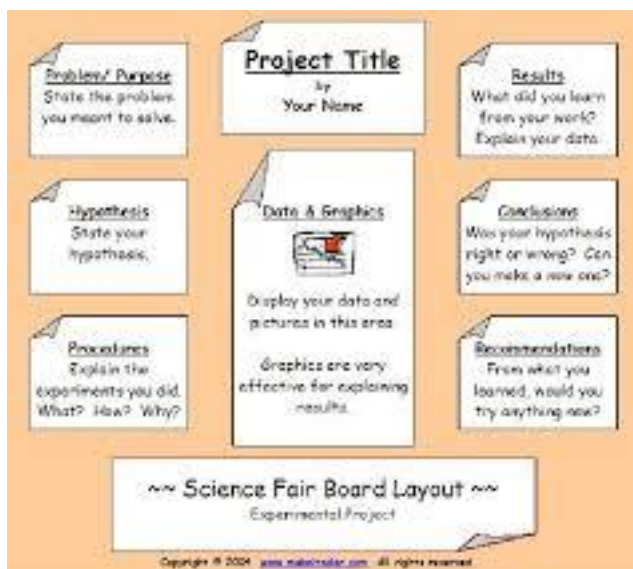 Project Title
by
Your Name
Problem/ Purpose
State the problem
you meant to solve.
Hypothesis
State your
hypothesis.
Procedures
Explain the
experiments you did.
What? How? Why?
Data & Graphics
Display your data and
pictures in this area
Graphics are very
effective for explaining
results.
Results
What did you learn
from your work?
Explain your data.
Conclusions
Was your hypothesis
right or wrong? Can
you make a new one?
Recommendations
From what you
learned, would you
try anything new?
~~ Science Fair Board Layout ~~
Experimental Project
Copyright © 2004 All rights reserved